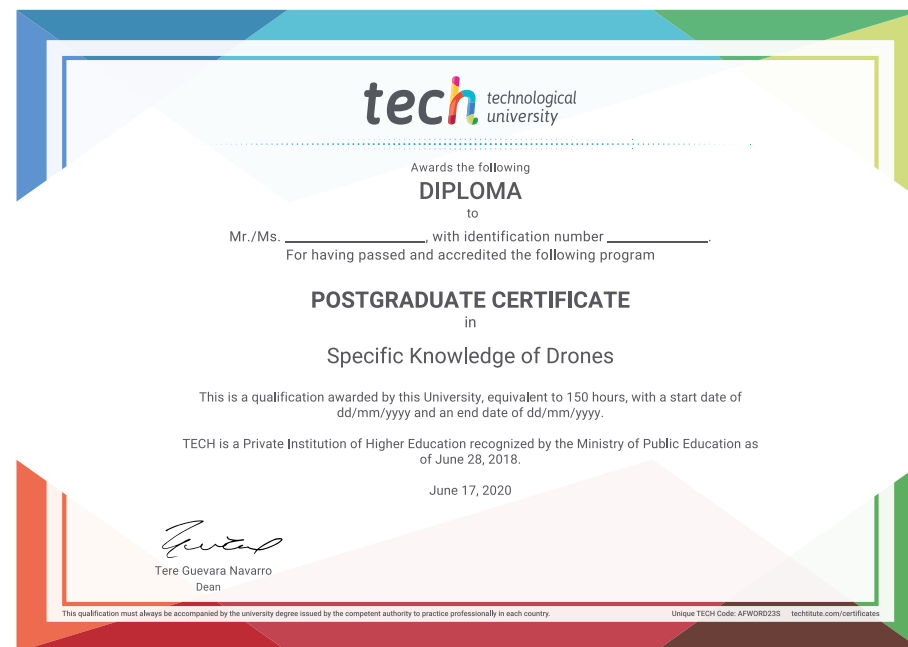 tech technological
university
Awards the following
DIPLOMA
to
Mr./Ms. ____________________, with identification number ______________.
For having passed and accredited the following program
POSTGRADUATE CERTIFICATE
in
Specific Knowledge of Drones
This is a qualification awarded by this University, equivalent to 150 hours, with a start date of
dd/mm/yyyy and an end date of dd/mm/yyyy.
TECH is a Private Institution of Higher Education recognized by the Ministry of Public Education as
of June 28, 2018.
June 17, 2020
Tere Guevara Navarro
Dean
This qualification must always be accompanied by the university degree issued by the competent authority to practice professionally in each country. Unique TECH Code: AFWORD23S techtitute.com/certificates